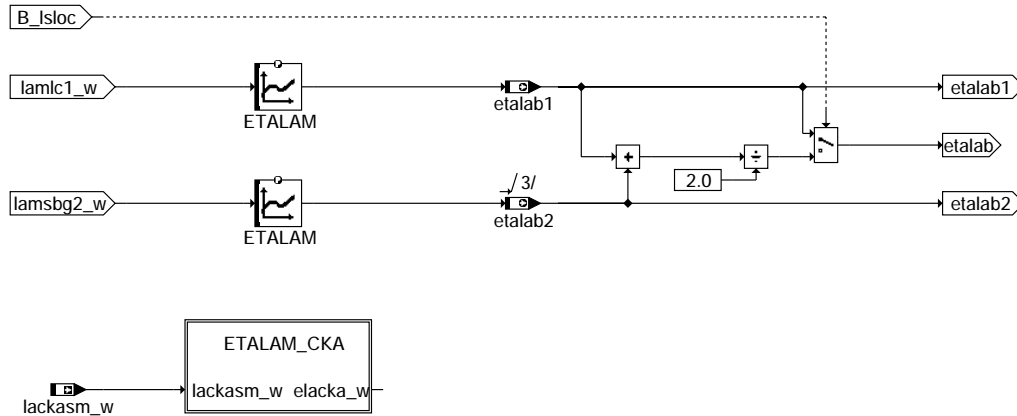 B_lsloc
lamlc1_w
ETALAM
etalab1
etalab1
etalab
2.0
/3/
lamsbg2_w
ETALAM
etalab2
etalab2
ETALAM_CKA
lackasm_w
lackasm_w elacka_w